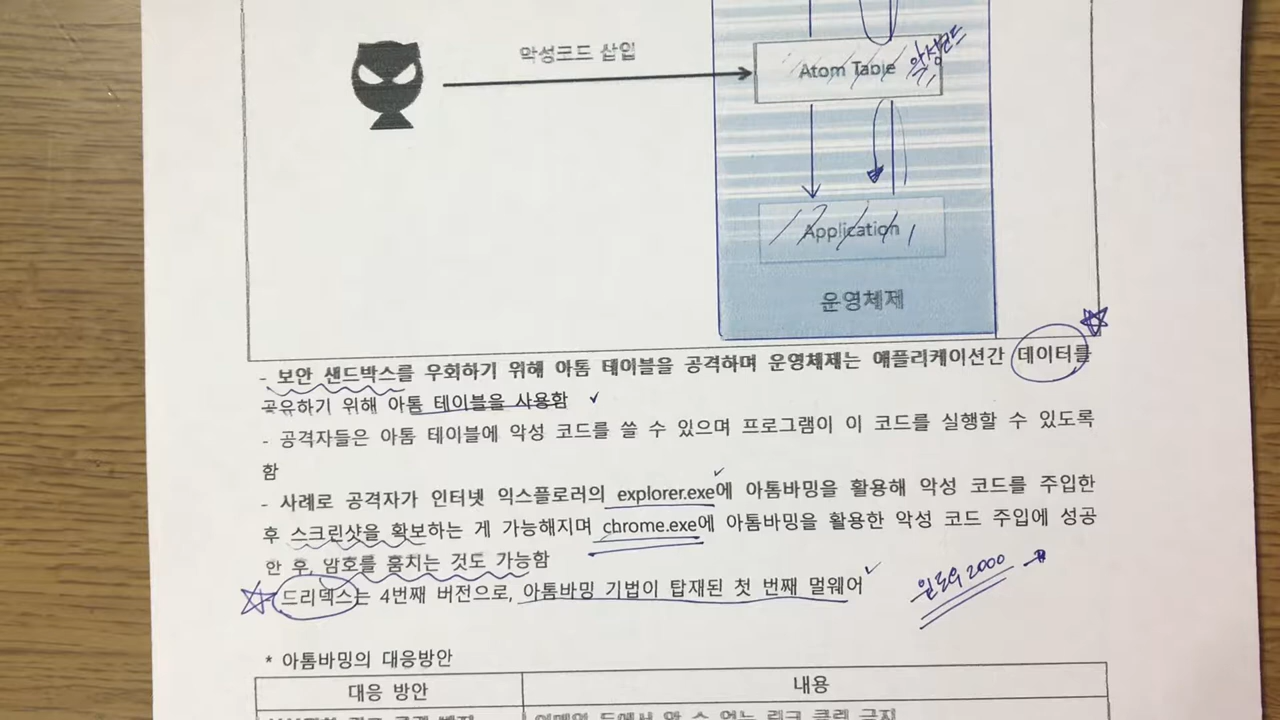 악성코드 삽입
Atom Table 악성코드
Application
운영체제
- 보안 샌드박스를 우회하기 위해 아톰 테이블을 공격하며 운영체제는 애플리케이션간 데이터를
공유하기 위해 아톰 테이블을 사용함
- 공격자들은 아톰 테이블에 악성 코드를 쓸 수 있으며 프로그램이 이 코드를 실행할 수 있도록
함
- 사례로 공격자가 인터넷 익스플로러의 explorer.exe에 아톰바밍을 활용해 악성 코드를 주입한
후 스크린샷을 확보하는 게 가능해지며 chrome.exe에 아톰바밍을 활용한 악성 코드 주입에 성공
한 후, 암호를 훔치는 것도 가능함
드리덱스는 4번째 버전으로, 아톰바밍 기법이 탑재된 첫 번째 멀웨어
윈도우 2000
* 아톰바밍의 대응방안
대응 방안 내용